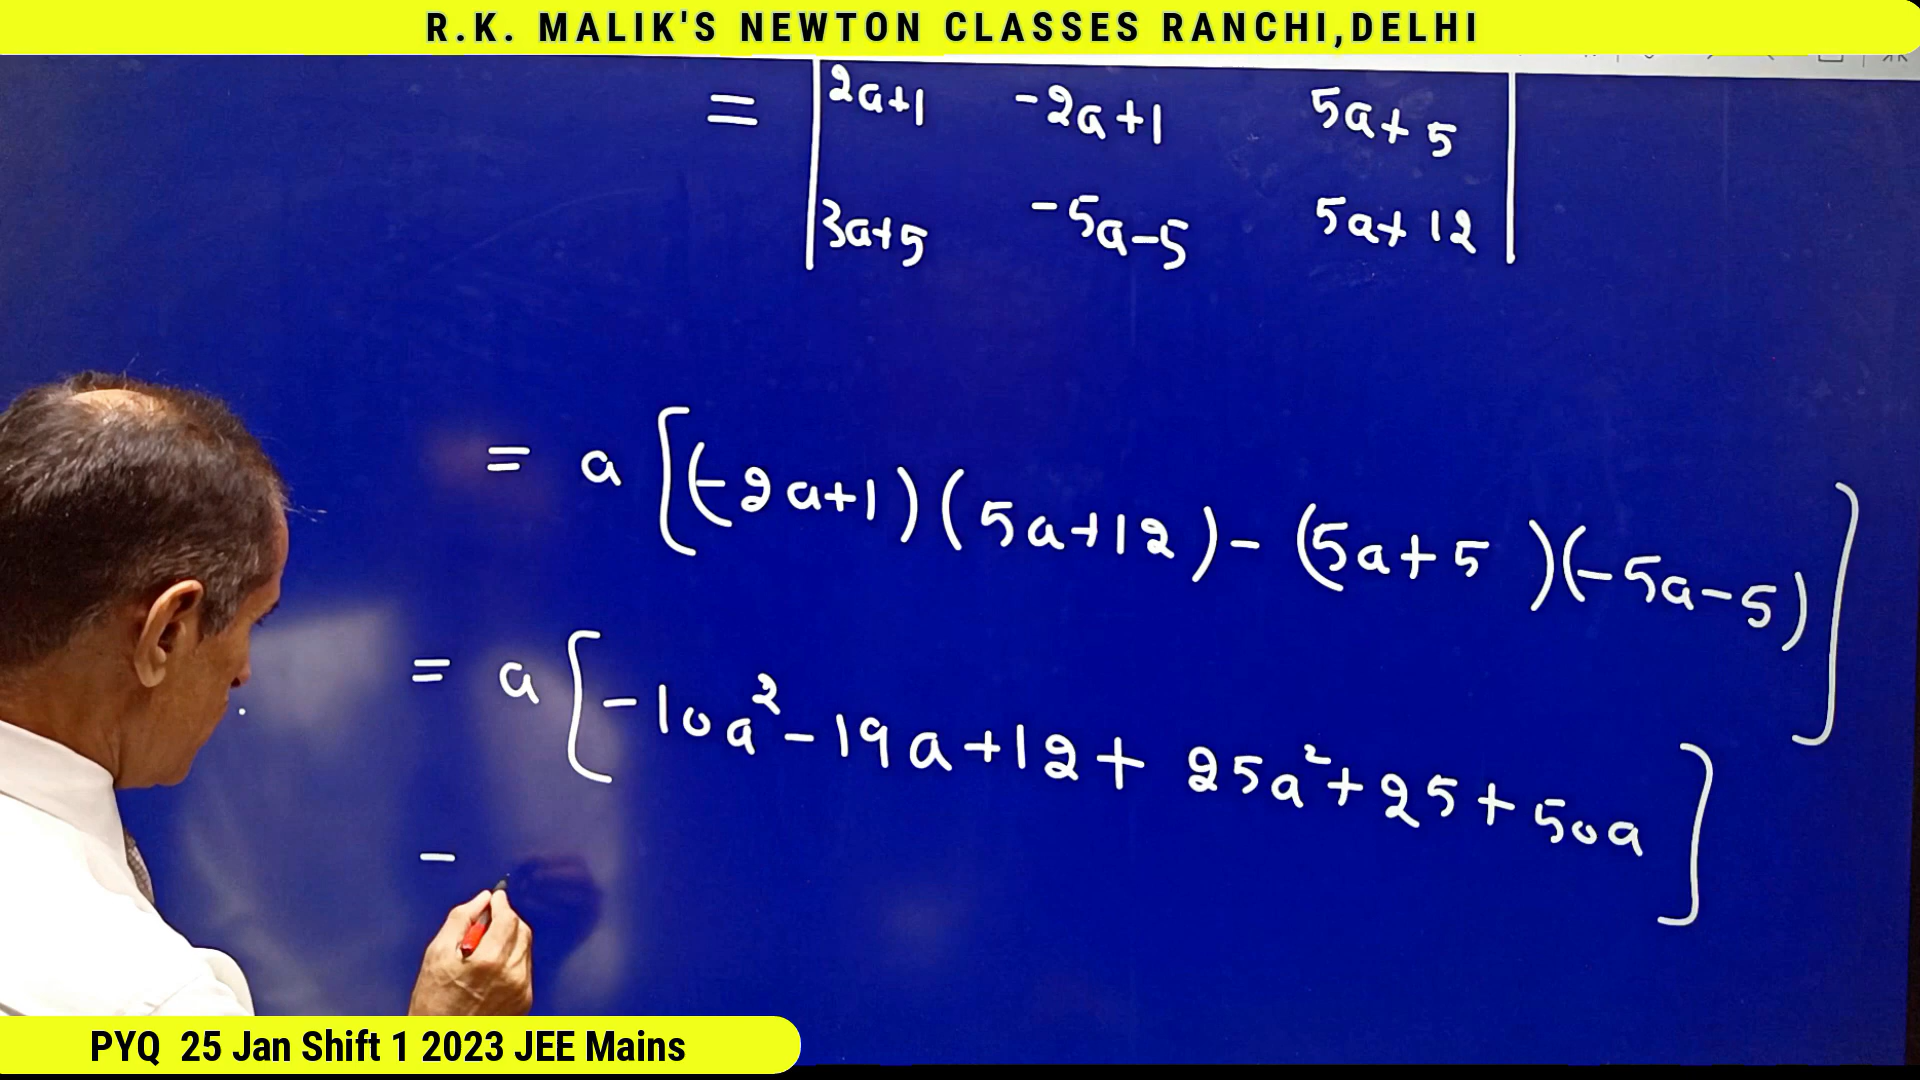 R.K. MALIK'S NEWTON CLASSES RANCHI,DELHI
= | 2a+1 -2a+1 5a+5 |
| 3a+5 -5a-5 5a+12 |
= a [(-2a+1)(5a+12) - (5a+5)(-5a-5)]
= a [-10a² - 19a + 12 + 25a² + 25 + 50a]
-
PYQ 25 Jan Shift 1 2023 JEE Mains